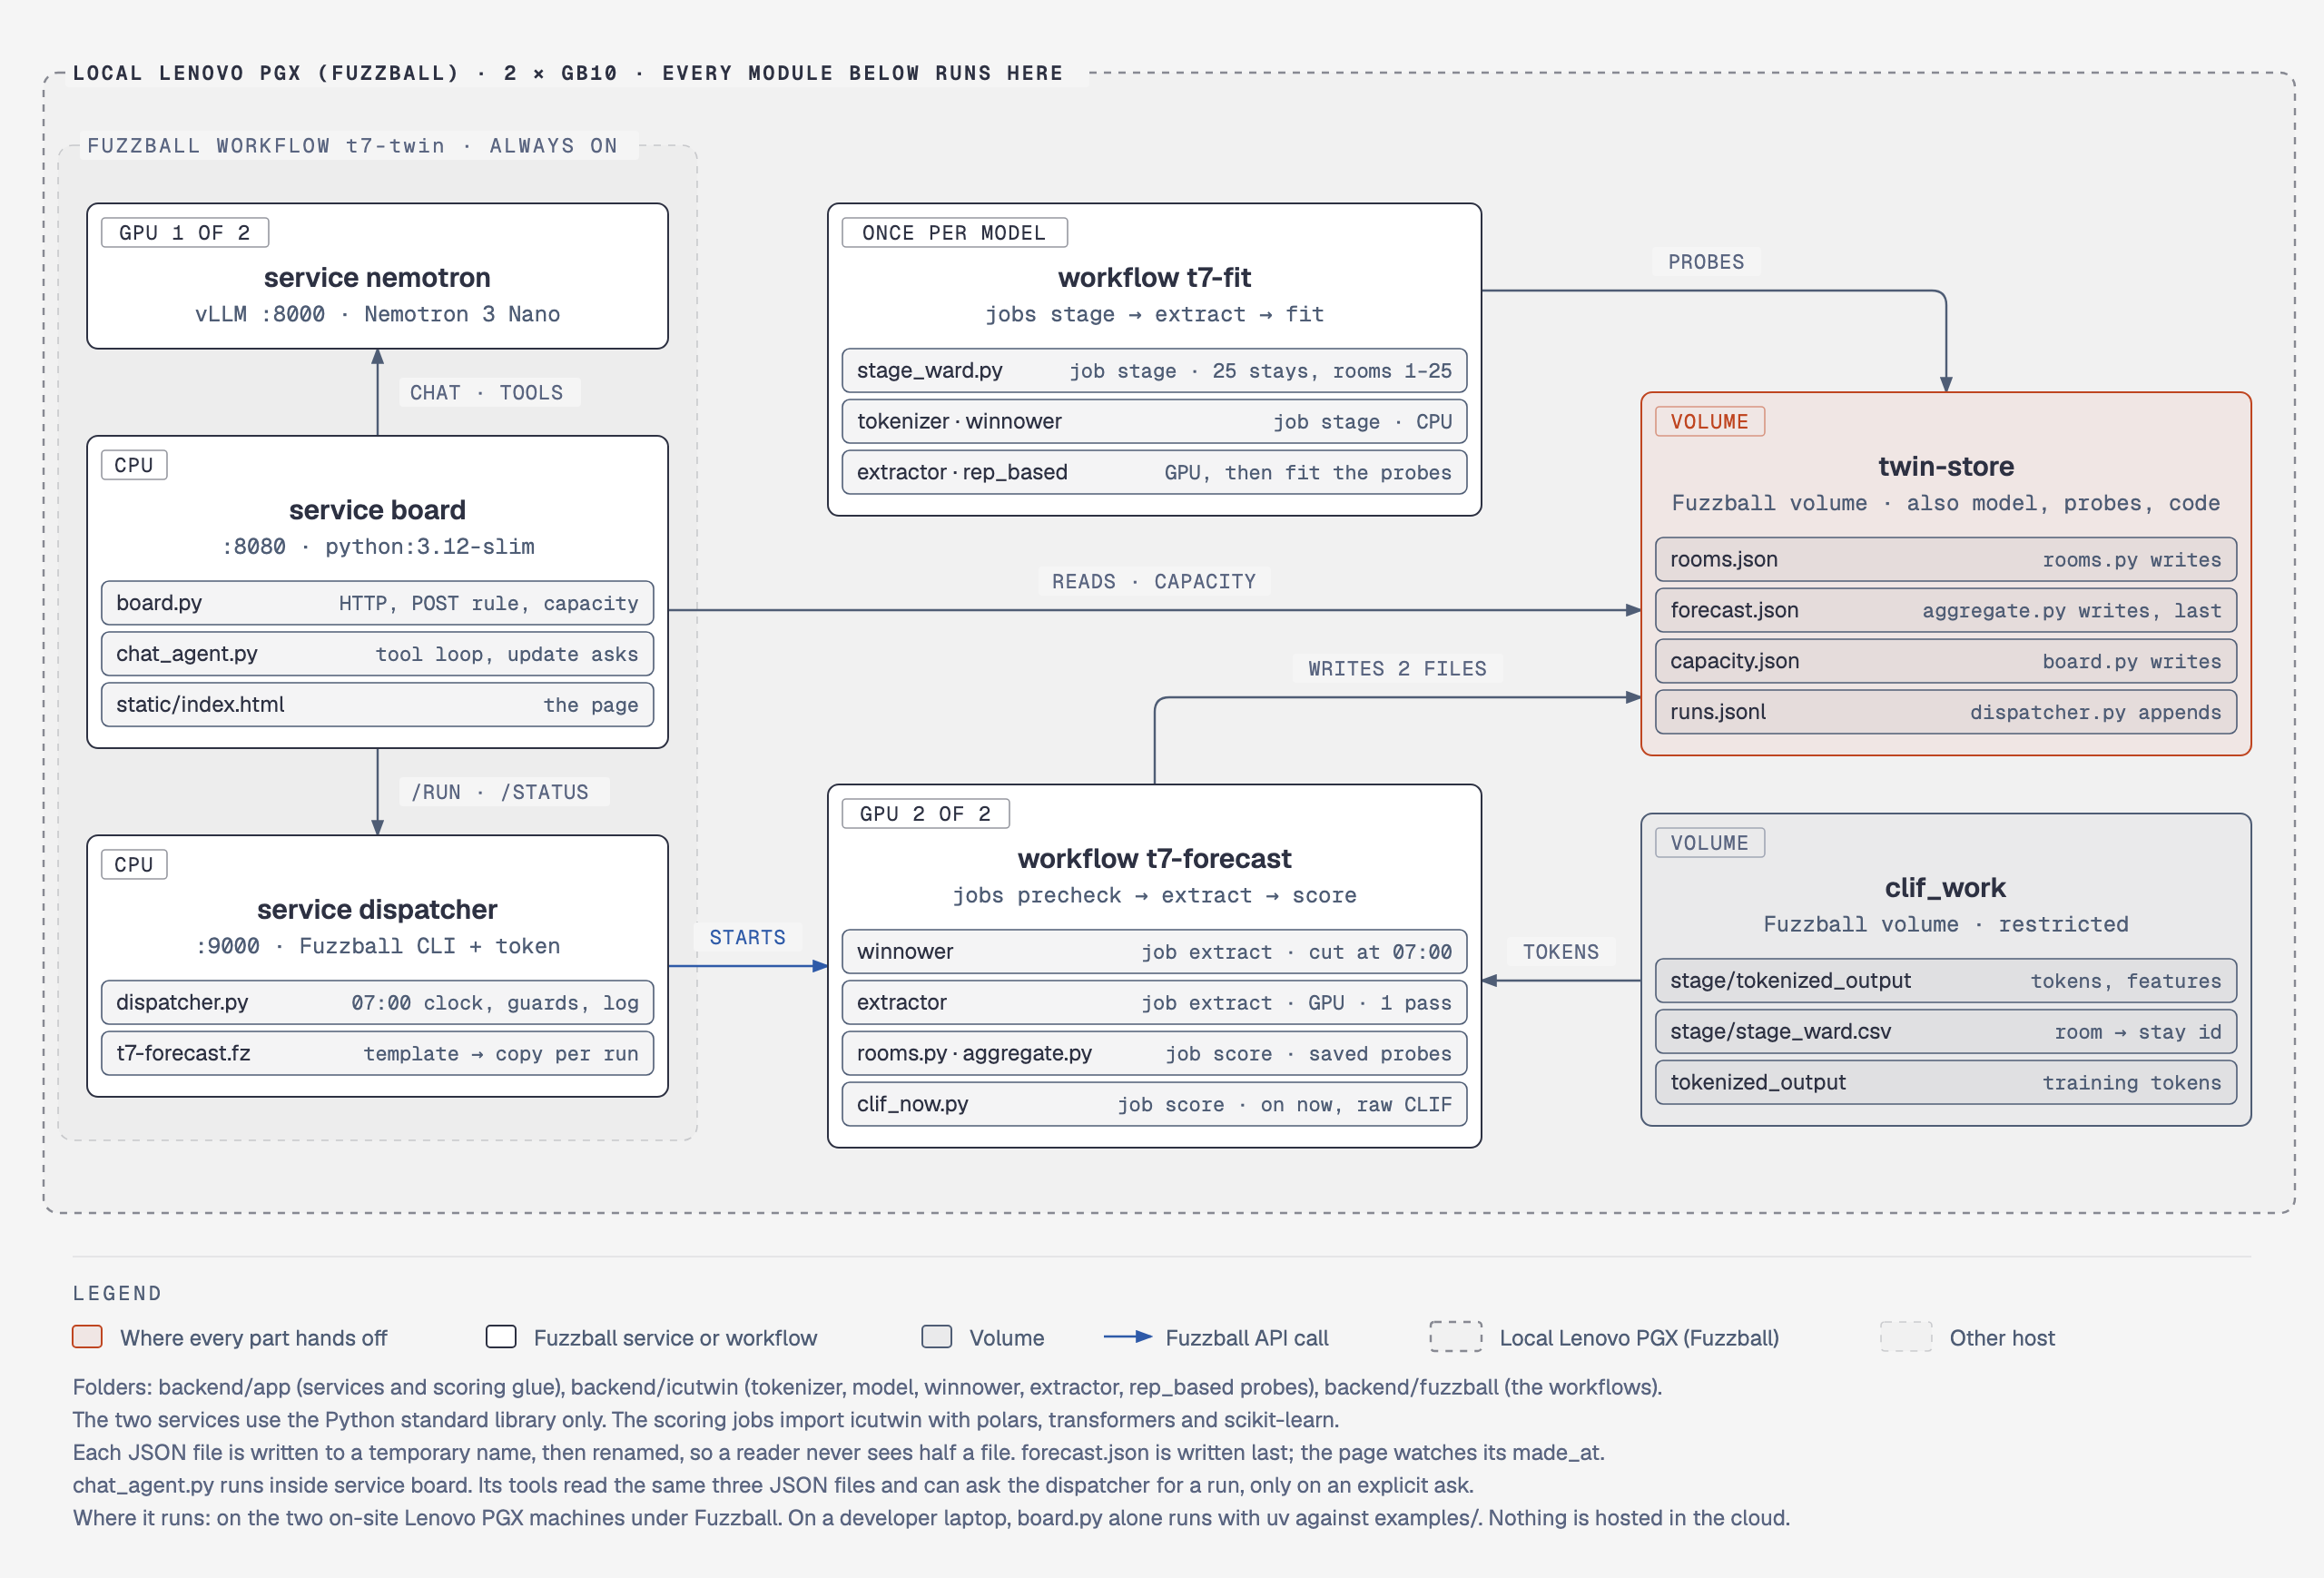 LOCAL LENOVO PGX (FUZZBALL) · 2 × GB10 · EVERY MODULE BELOW RUNS HERE
FUZZBALL WORKFLOW t7-twin · ALWAYS ON
GPU 1 OF 2
service nemotron
vLLM :8000 · Nemotron 3 Nano
CHAT · TOOLS
CPU
service board
:8080 · python:3.12-slim
board.py HTTP, POST rule, capacity
chat_agent.py tool loop, update asks
static/index.html the page
/RUN · /STATUS
CPU
service dispatcher
:9000 · Fuzzball CLI + token
dispatcher.py 07:00 clock, guards, log
t7-forecast.fz template → copy per run
ONCE PER MODEL
workflow t7-fit
jobs stage → extract → fit
stage_ward.py job stage · 25 stays, rooms 1–25
tokenizer · winnower job stage · CPU
extractor · rep_based GPU, then fit the probes
PROBES
READS · CAPACITY
WRITES 2 FILES
STARTS
GPU 2 OF 2
workflow t7-forecast
jobs precheck → extract → score
winnower job extract · cut at 07:00
extractor job extract · GPU · 1 pass
rooms.py · aggregate.py job score · saved probes
clif_now.py job score · on now, raw CLIF
TOKENS
VOLUME
twin-store
Fuzzball volume · also model, probes, code
rooms.json rooms.py writes
forecast.json aggregate.py writes, last
capacity.json board.py writes
runs.jsonl dispatcher.py appends
VOLUME
clif_work
Fuzzball volume · restricted
stage/tokenized_output tokens, features
stage/stage_ward.csv room → stay id
tokenized_output training tokens
LEGEND
Where every part hands off Fuzzball service or workflow Volume Fuzzball API call Local Lenovo PGX (Fuzzball) Other host
Folders: backend/app (services and scoring glue), backend/icutwin (tokenizer, model, winnower, extractor, rep_based probes), backend/fuzzball (the workflows).
The two services use the Python standard library only. The scoring jobs import icutwin with polars, transformers and scikit-learn.
Each JSON file is written to a temporary name, then renamed, so a reader never sees half a file. forecast.json is written last; the page watches its made_at.
chat_agent.py runs inside service board. Its tools read the same three JSON files and can ask the dispatcher for a run, only on an explicit ask.
Where it runs: on the two on-site Lenovo PGX machines under Fuzzball. On a developer laptop, board.py alone runs with uv against examples/. Nothing is hosted in the cloud.